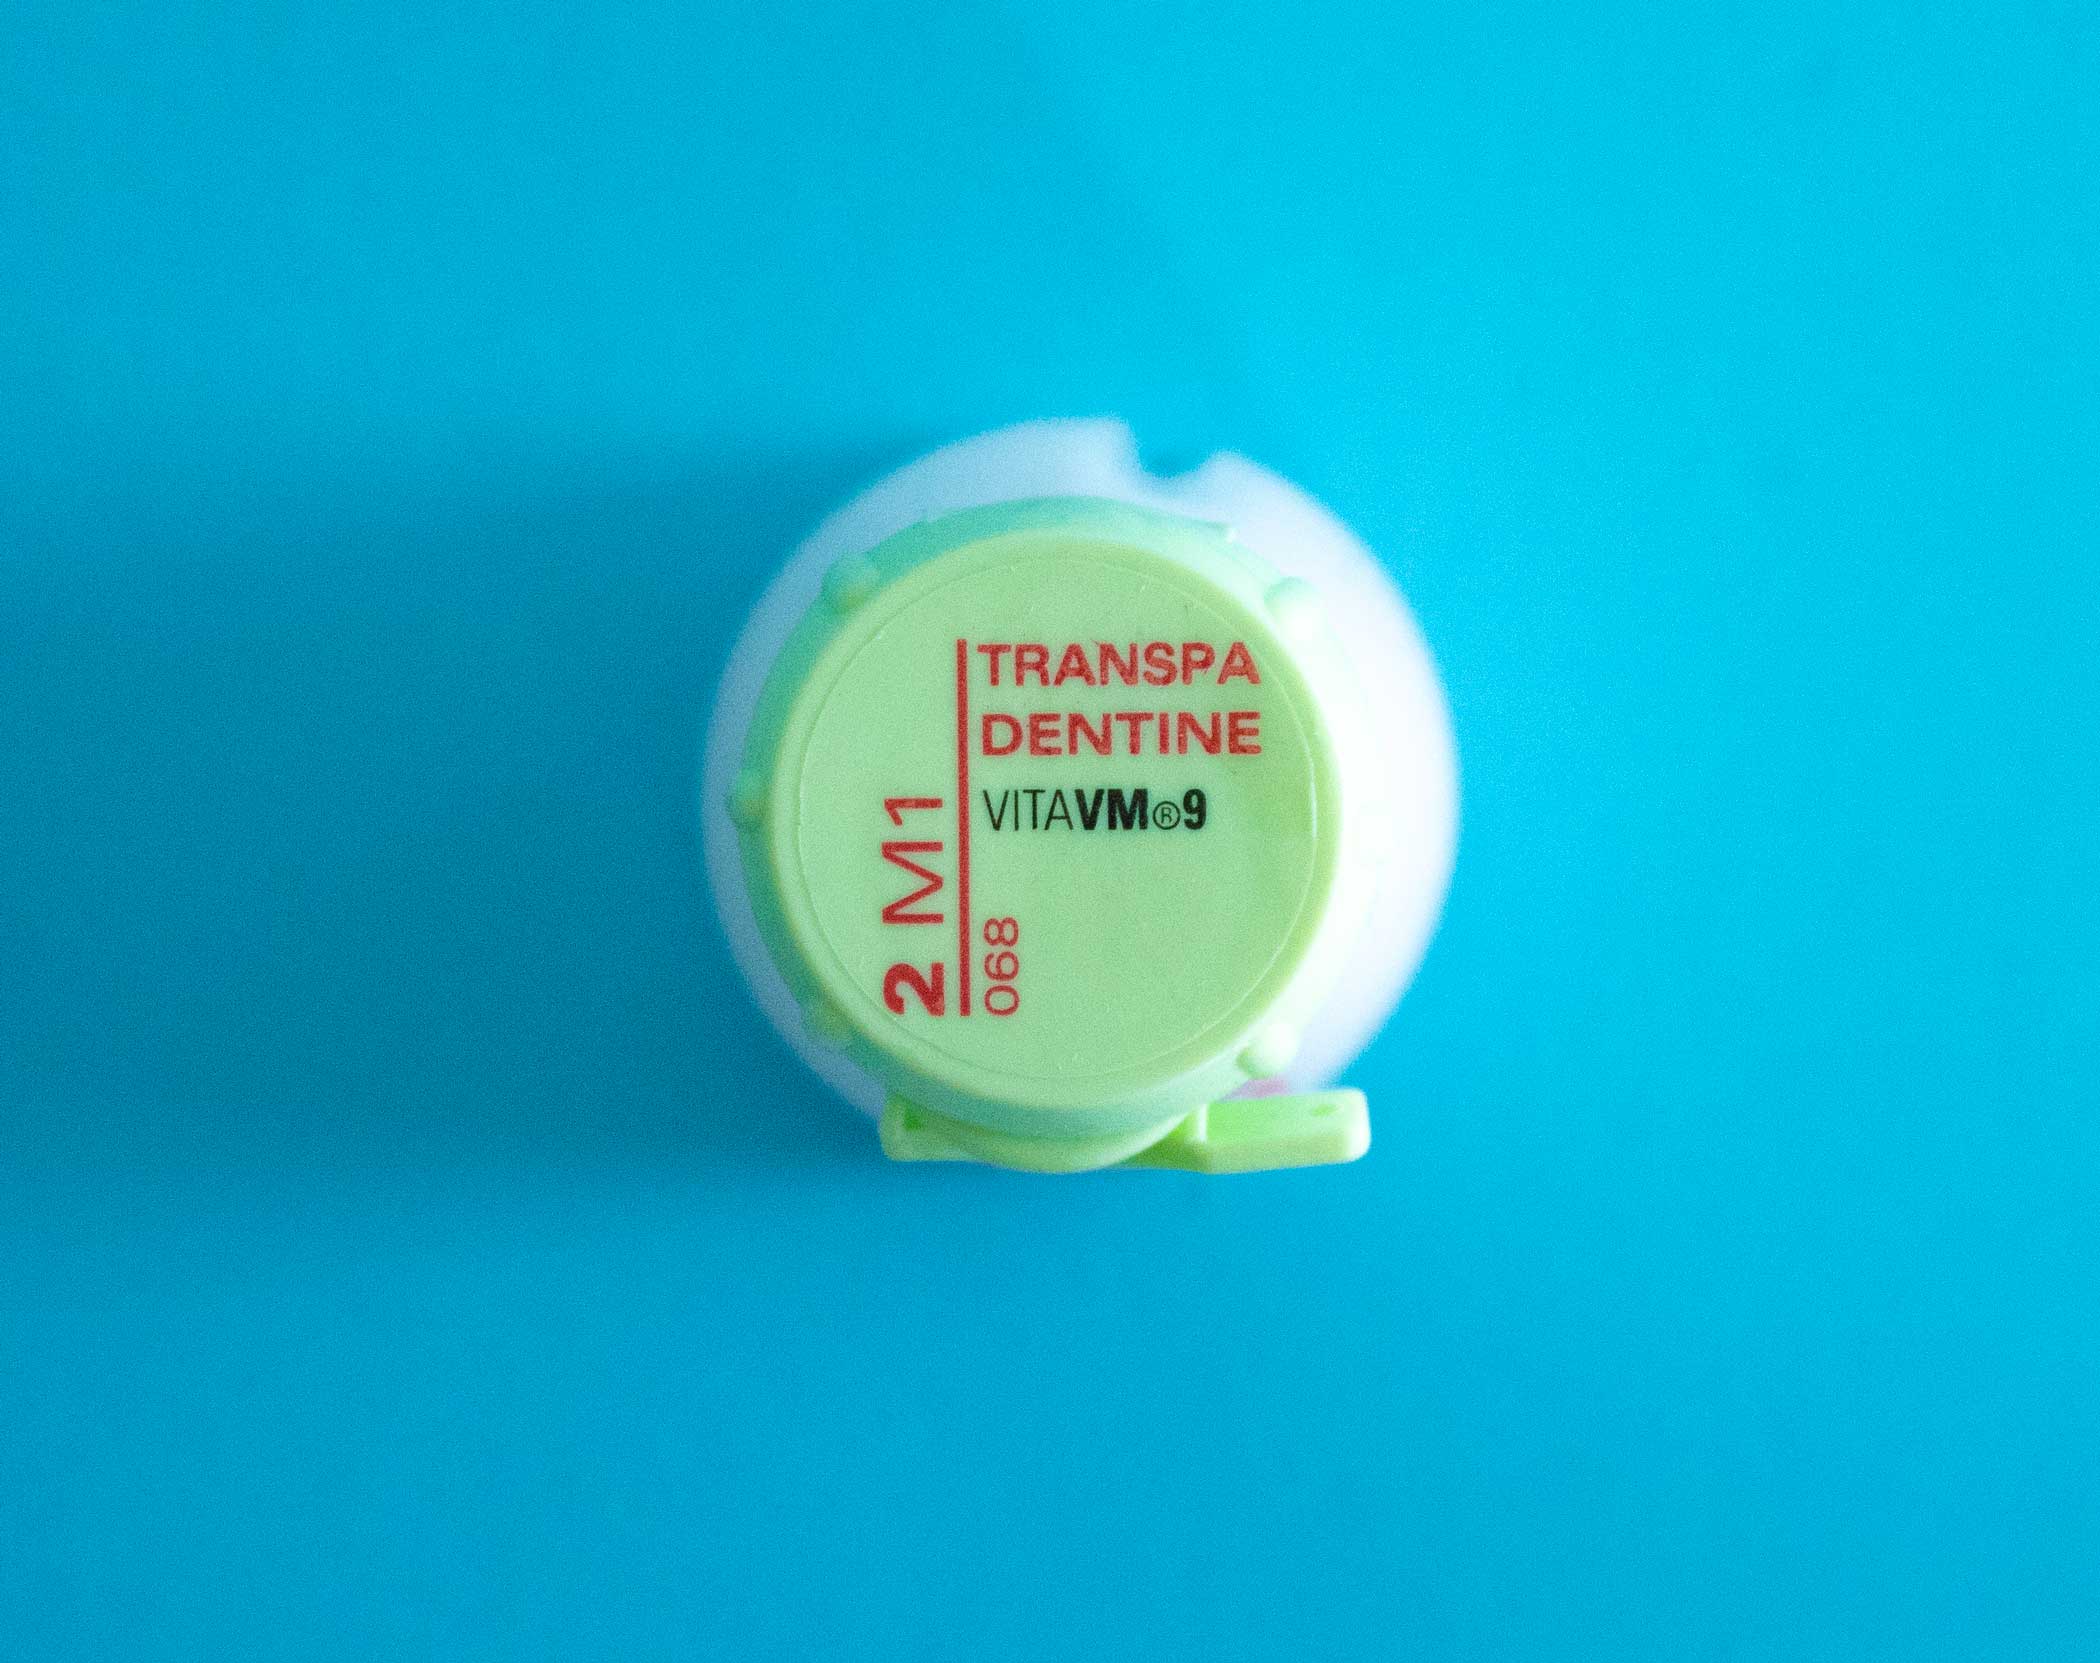 TRANSPA
DENTINE
VITAVM®9
2 M1
068